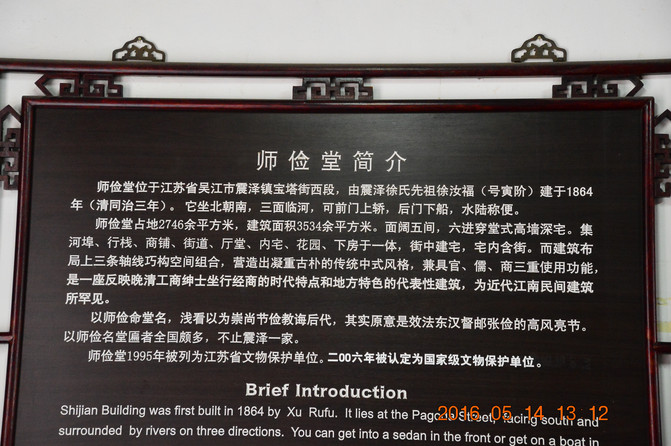 师俭堂简介
师俭堂位于江苏省吴江市震泽镇宝塔街西段，由震泽徐氏先祖徐汝福（号寅阶）建于1864
年（清同治三年）。它坐北朝南，三面临河，可前门上轿，后门下船，水陆称便。
师俭堂占地2746余平方米，建筑面积3534余平方米。面阔五间，六进穿堂式高墙深宅。集
河埠、行栈、商铺、街道、厅堂、内宅、花园、下房于一体，街中建宅，宅内含街。而建筑布
局上三条轴线巧构空间组合，营造出凝重古朴的传统中式风格，兼具官、儒、商三重使用功能，
是一座反映晚清工商绅士坐行经商的时代特点和地方特色的代表性建筑，为近代江南民间建筑
所罕见。
以师俭命堂名，浅看以为崇尚节俭教诲后代，其实原意是效法东汉督邮张俭的高风亮节。
以师俭名堂匾者全国颇多，不止震泽一家。
师俭堂1995年被列为江苏省文物保护单位。二00六年被认定为国家级文物保护单位。
Brief Introduction
Shijian Building was first built in 1864 by Xu Rufu. It lies at the Pagoda Street, facing south and
surrounded by rivers on three directions. You can get into a sedan in the front or get on a boat in
2016. 05. 14. 13. 12